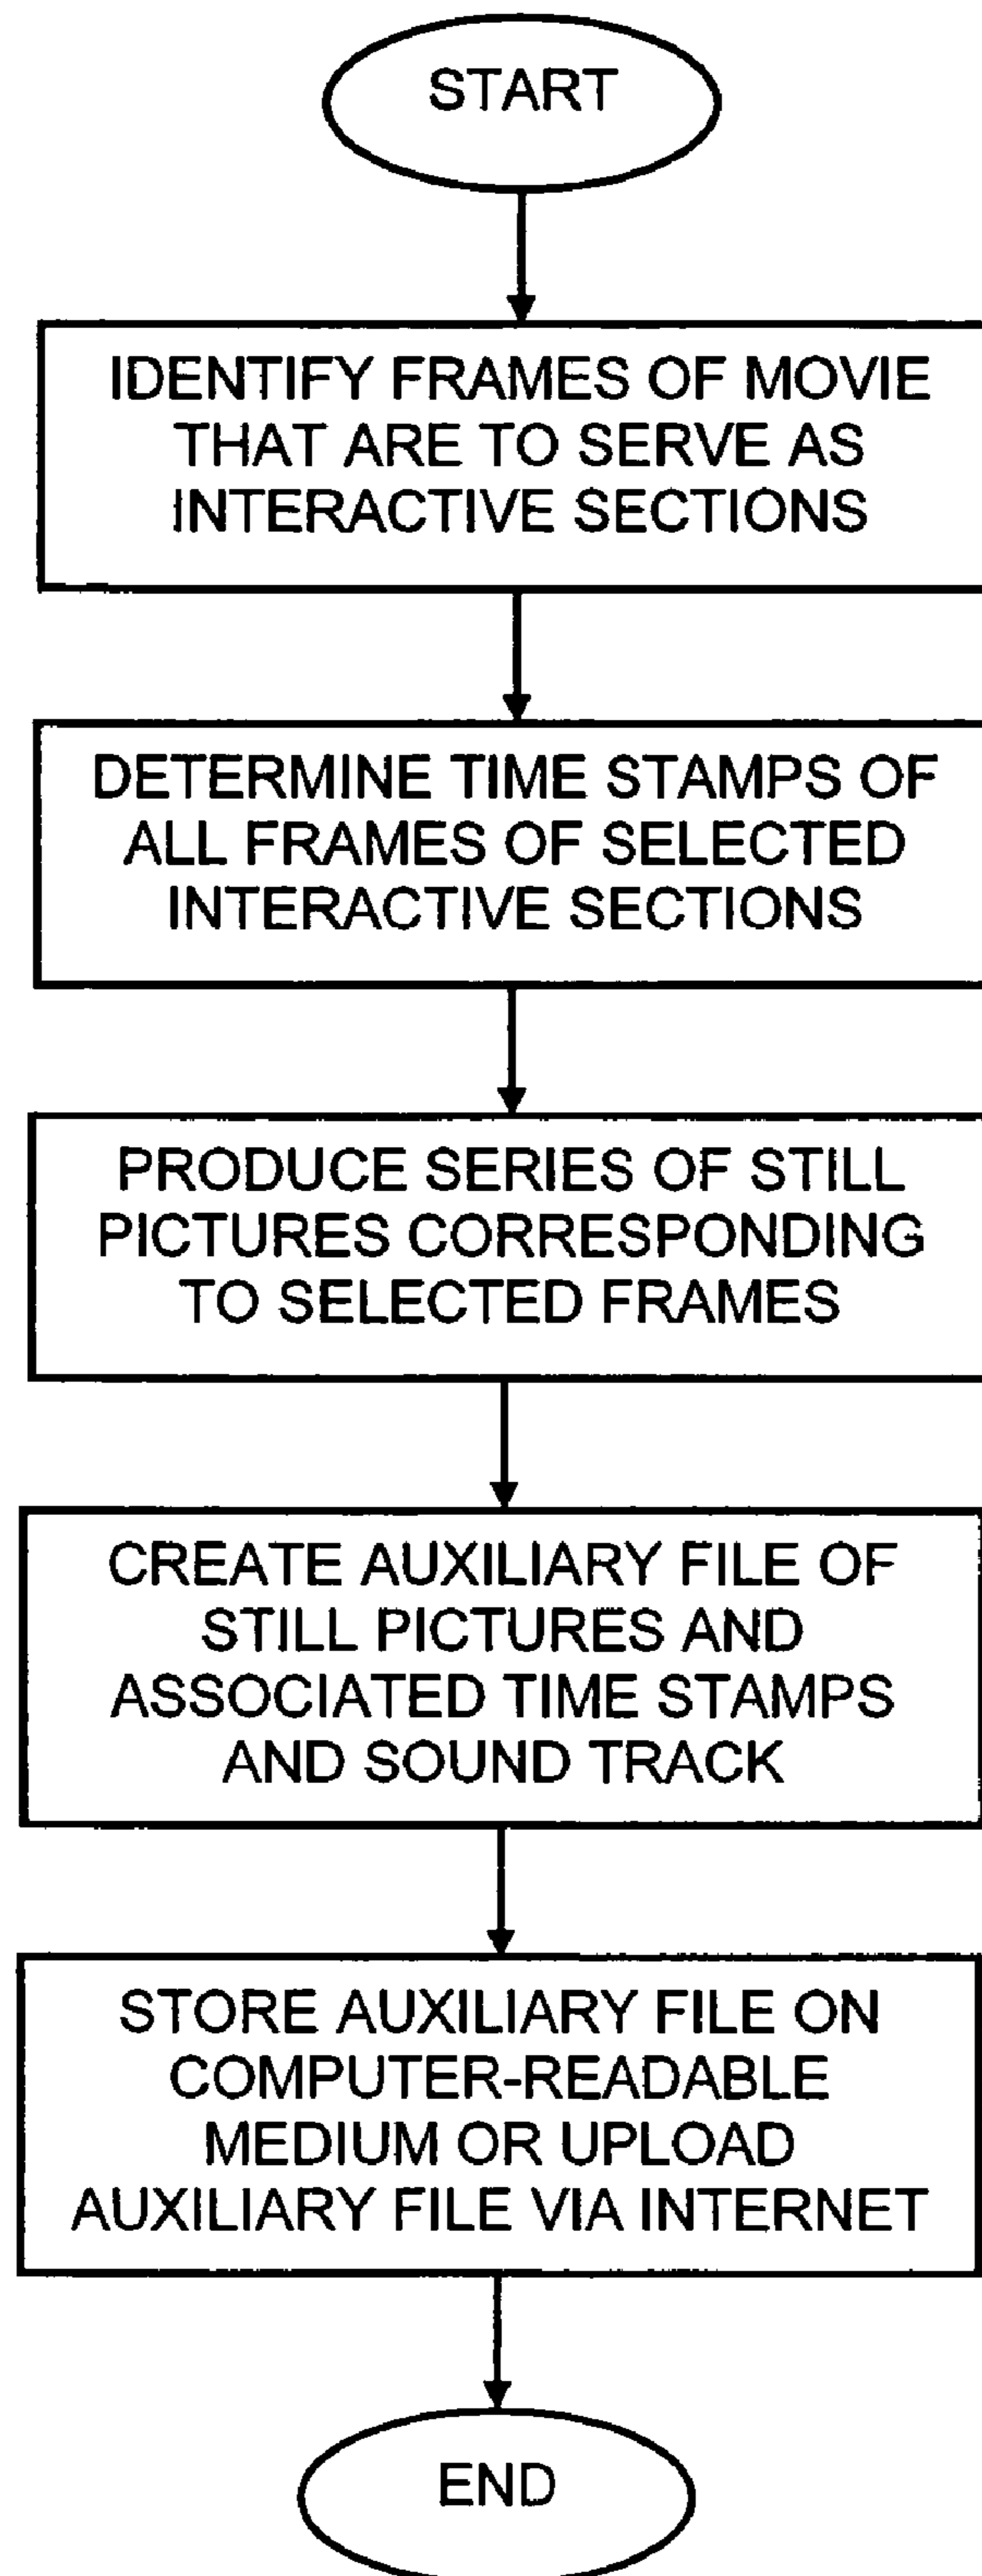 START
IDENTIFY FRAMES OF MOVIE
THAT ARE TO SERVE AS
INTERACTIVE SECTIONS
DETERMINE TIME STAMPS OF
ALL FRAMES OF SELECTED
INTERACTIVE SECTIONS
PRODUCE SERIES OF STILL
PICTURES CORRESPONDING
TO SELECTED FRAMES
CREATE AUXILIARY FILE OF
STILL PICTURES AND
ASSOCIATED TIME STAMPS
AND SOUND TRACK
STORE AUXILIARY FILE ON
COMPUTER-READABLE
MEDIUM OR UPLOAD
AUXILIARY FILE VIA INTERNET
END